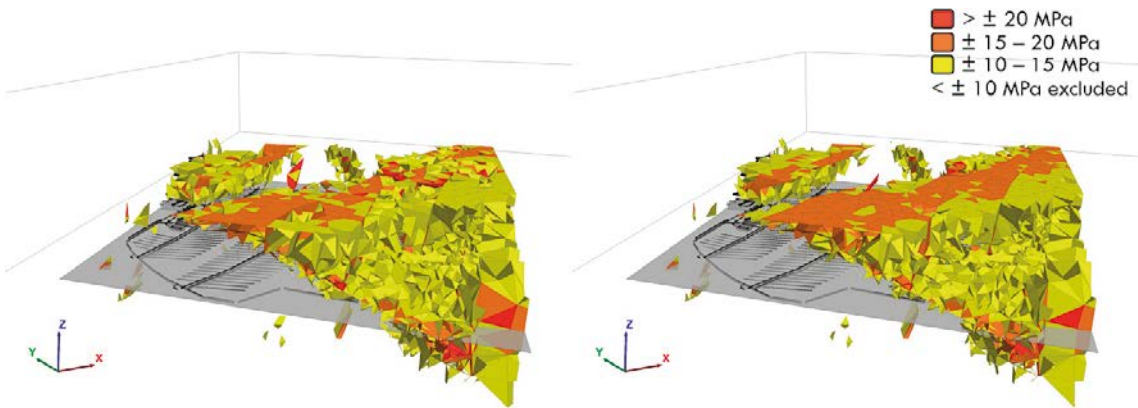 > ± 20 MPa
± 15 – 20 MPa
± 10 – 15 MPa
< ± 10 MPa excluded
Z
Y
X
Z
Y
X